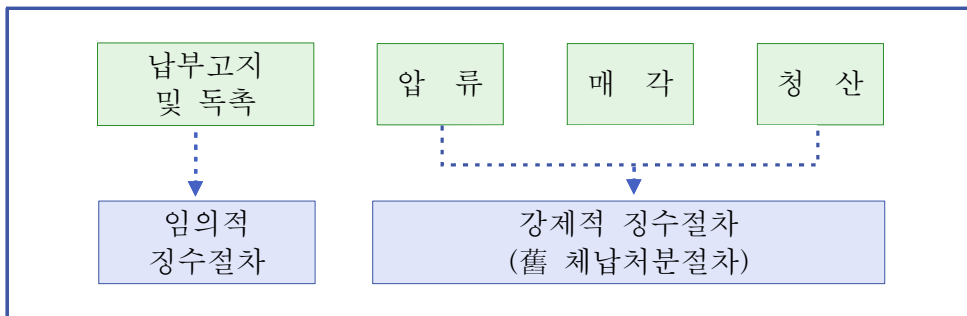 납부고지
및 독촉
압 류
매 각
청 산
임의적
징수절차
강제적 징수절차
(舊 체납처분절차)